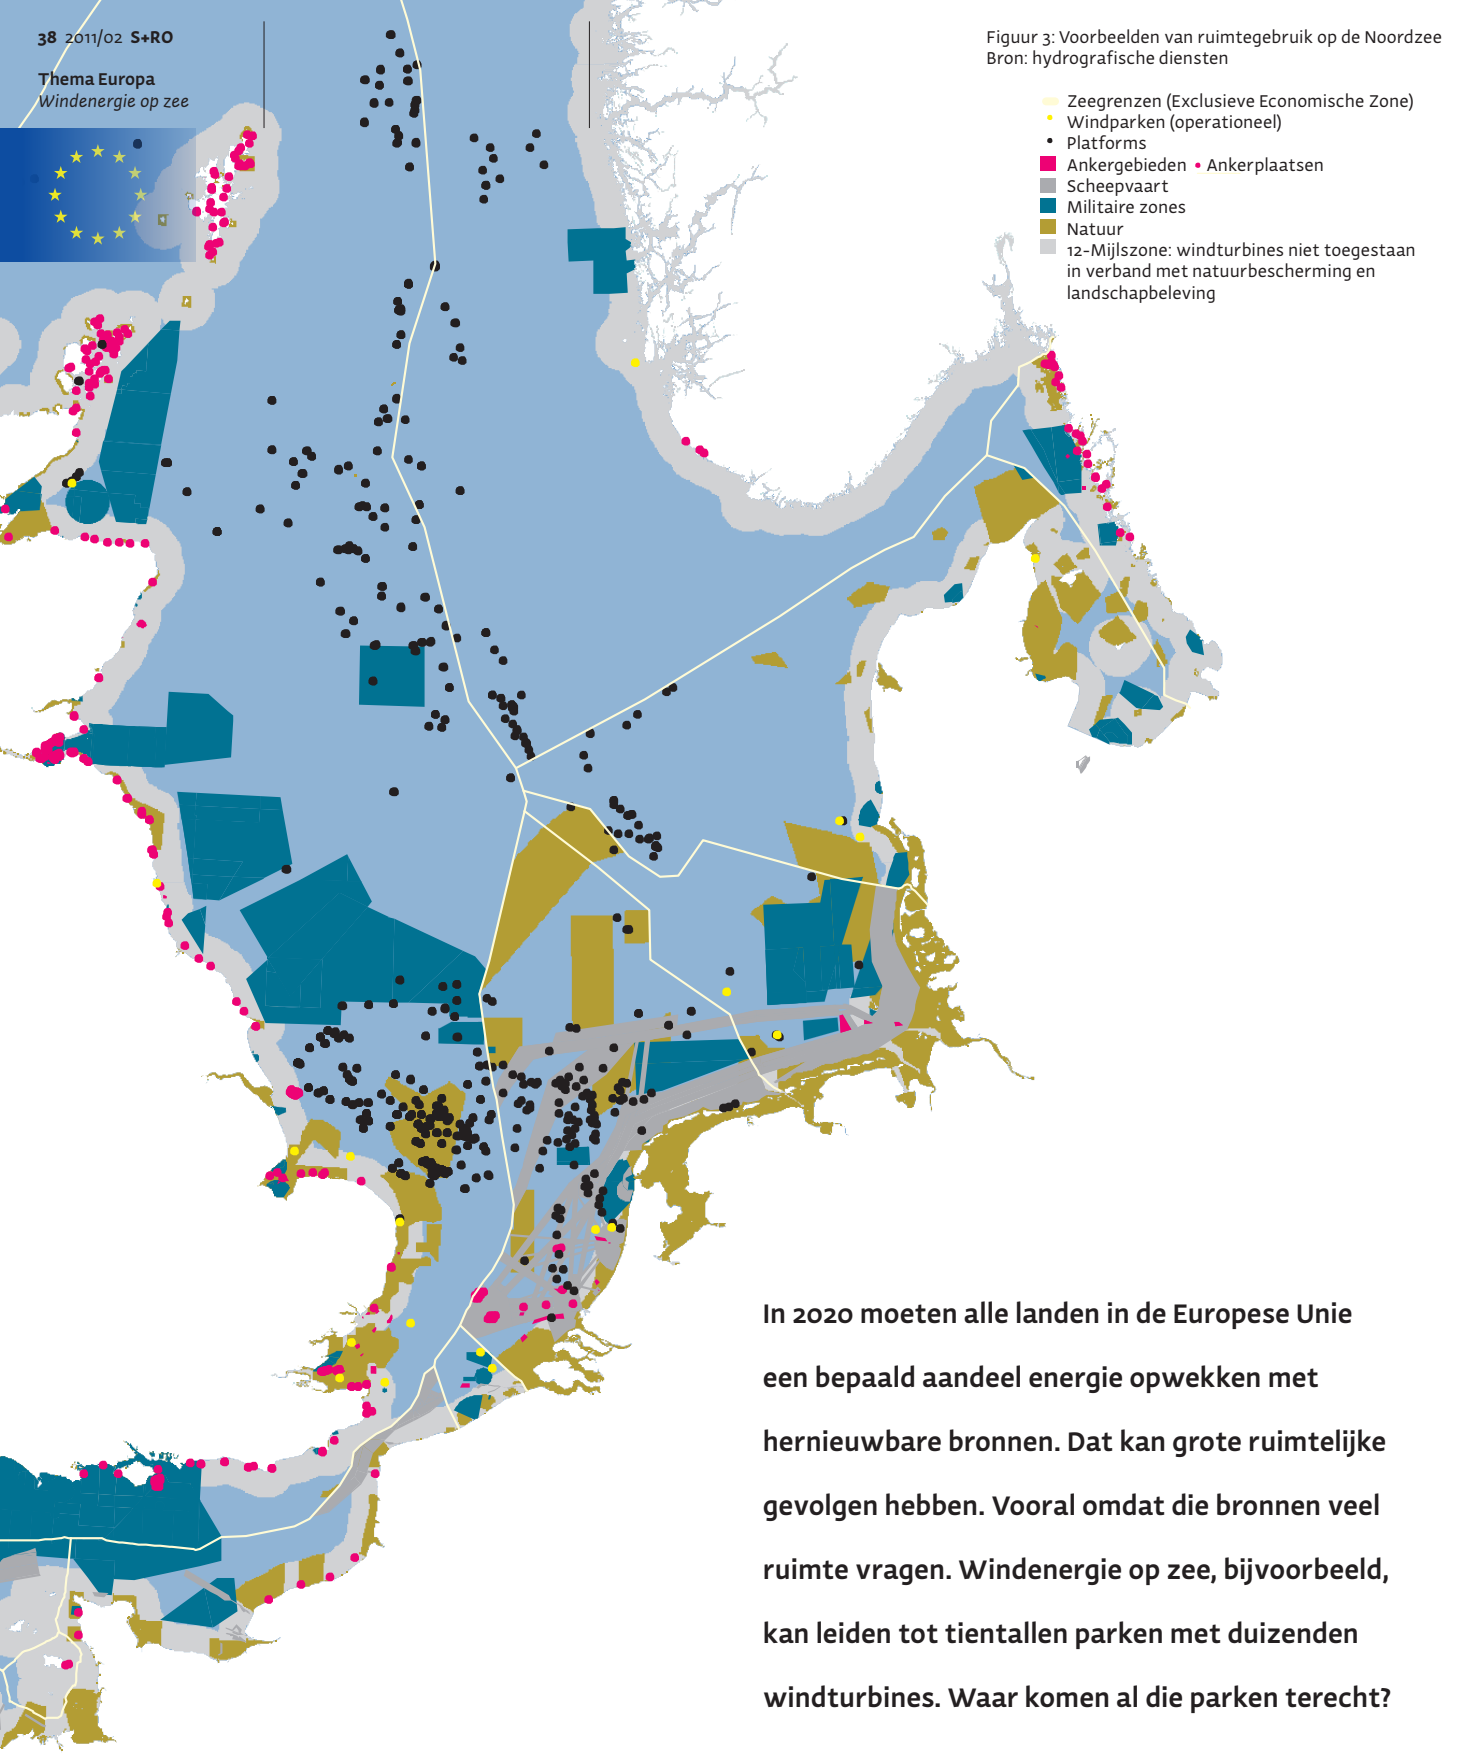 38 2011/02 S+RO
Thema Europa
Windenergie op zee
Figuur 3: Voorbeelden van ruimtegebruik op de Noordzee
Bron: hydrografische diensten
Zeegrenzen (Exclusieve Economische Zone)
Windparken (operationeel)
Platforms
Ankergebieden • Ankerplaatsen
Scheepvaart
Militaire zones
Natuur
12-Mijlszone: windturbines niet toegestaan
in verband met natuurbescherming en
landschapbeleving
In 2020 moeten alle landen in de Europese Unie
een bepaald aandeel energie opwekken met
hernieuwbare bronnen. Dat kan grote ruimtelijke
gevolgen hebben. Vooral omdat die bronnen veel
ruimte vragen. Windenergie op zee, bijvoorbeeld,
kan leiden tot tientallen parken met duizenden
windturbines. Waar komen al die parken terecht?